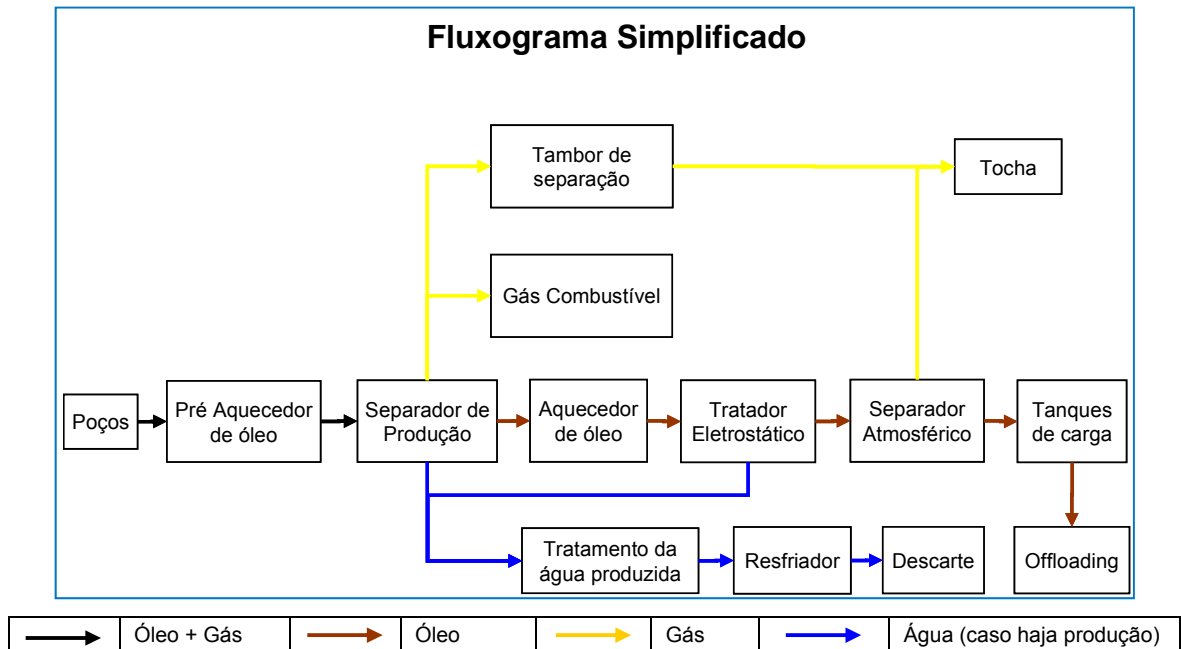 Fluxograma Simplificado
Tambor de
separação
Tocha
Gás Combustível
Poços
Pré Aquecedor
de óleo
Separador de
Produção
Aquecedor
de óleo
Tratador
Eletrostático
Separador
Atmosférico
Tanques
de carga
Tratamento da
água produzida
Resfriador
Descarte
Offloading
Óleo + Gás
Óleo
Gás
Água (caso haja produção)